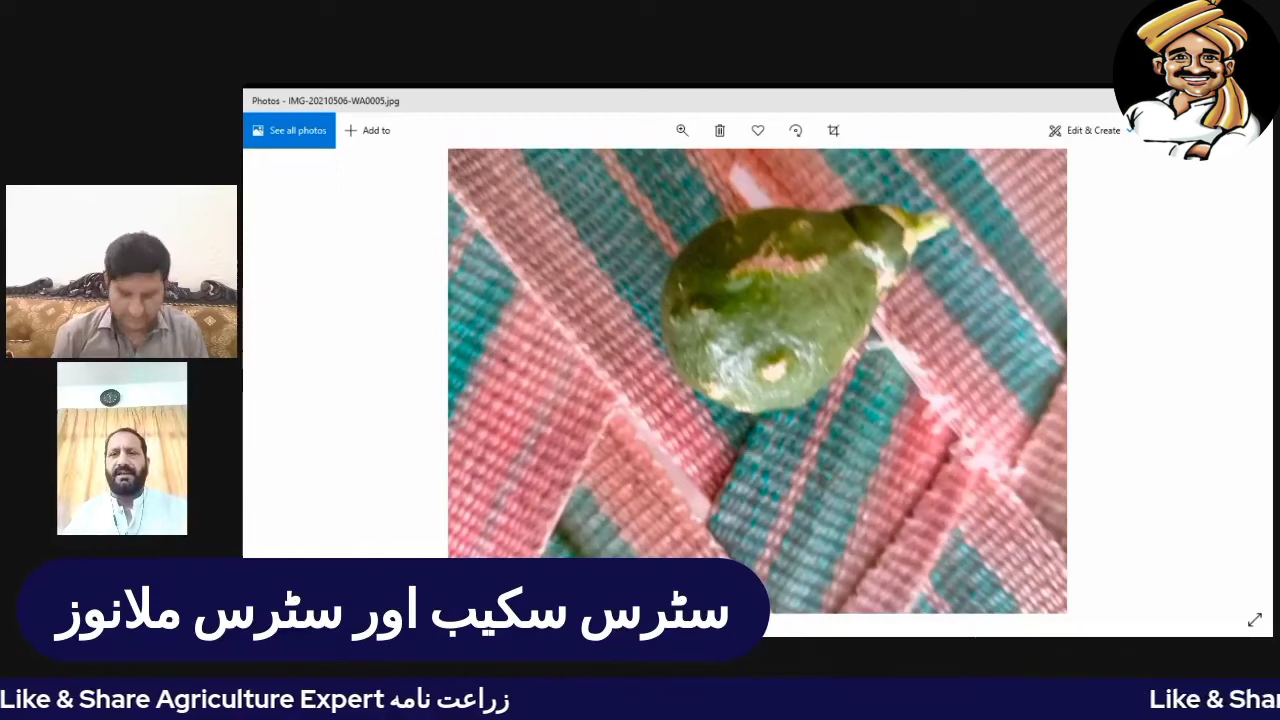 Photos - IMG-20210506-WA0005.jpg
See all photos
Add to
Edit & Create
سٹرس سکیب اور سٹرس ملانوز
Like & Share Agriculture Expert زراعت نامہ
Like & Shar